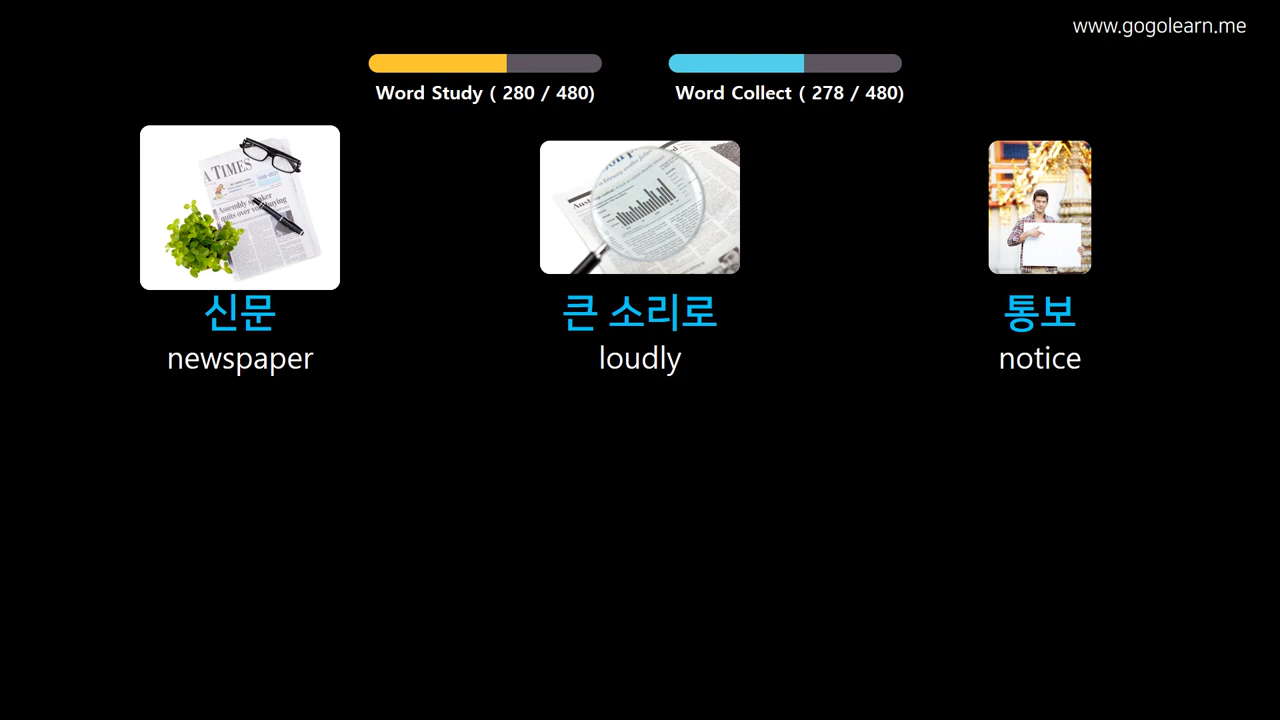 www.gogolearn.me
Word Study ( 280 / 480)
Word Collect ( 278 / 480)
A TIMES
신문
newspaper
큰 소리로
loudly
통보
notice